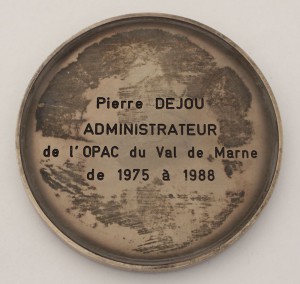 Pierre DEJOU
ADMINISTRATEUR
de l'OPAC du Val de Marne
de 1975 à 1988